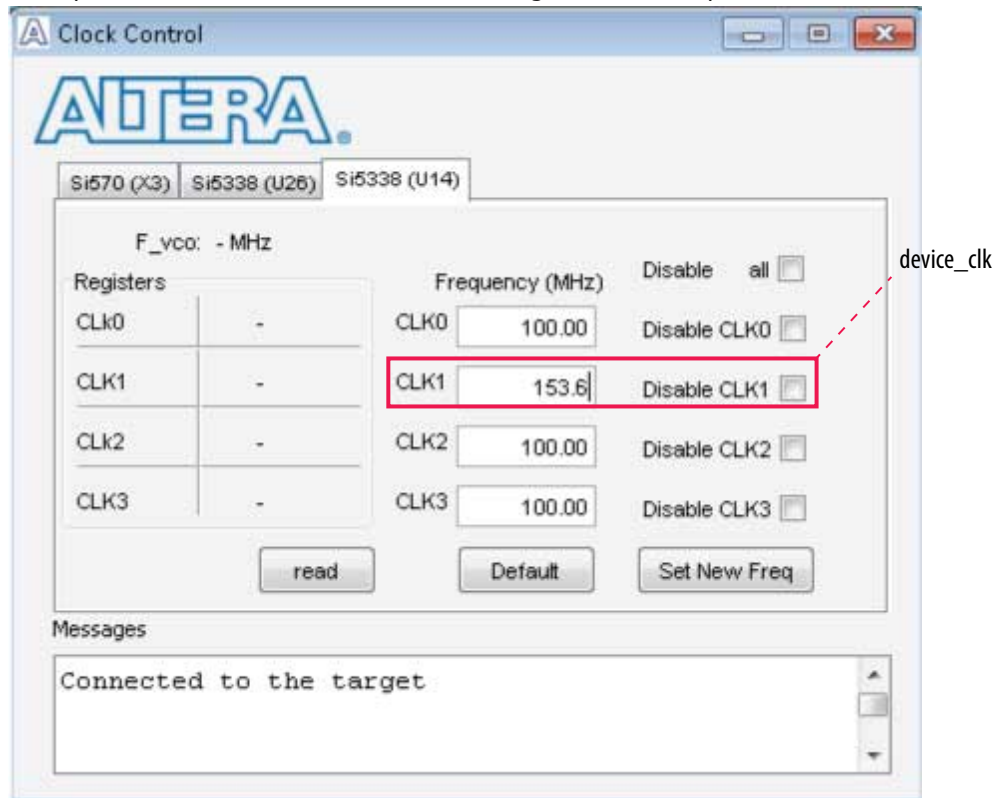 Clock Control
ALTERA®
Si570 (X3) Si5338 (U26) Si5338 (U14)
F_vco: - MHz
Registers Frequency (MHz) Disable all
CLk0 - CLK0 100.00 Disable CLK0
CLK1 - CLK1 153.6 Disable CLK1
CLk2 - CLK2 100.00 Disable CLK2
CLK3 - CLK3 100.00 Disable CLK3
read Default Set New Freq
Messages
Connected to the target
device_clk